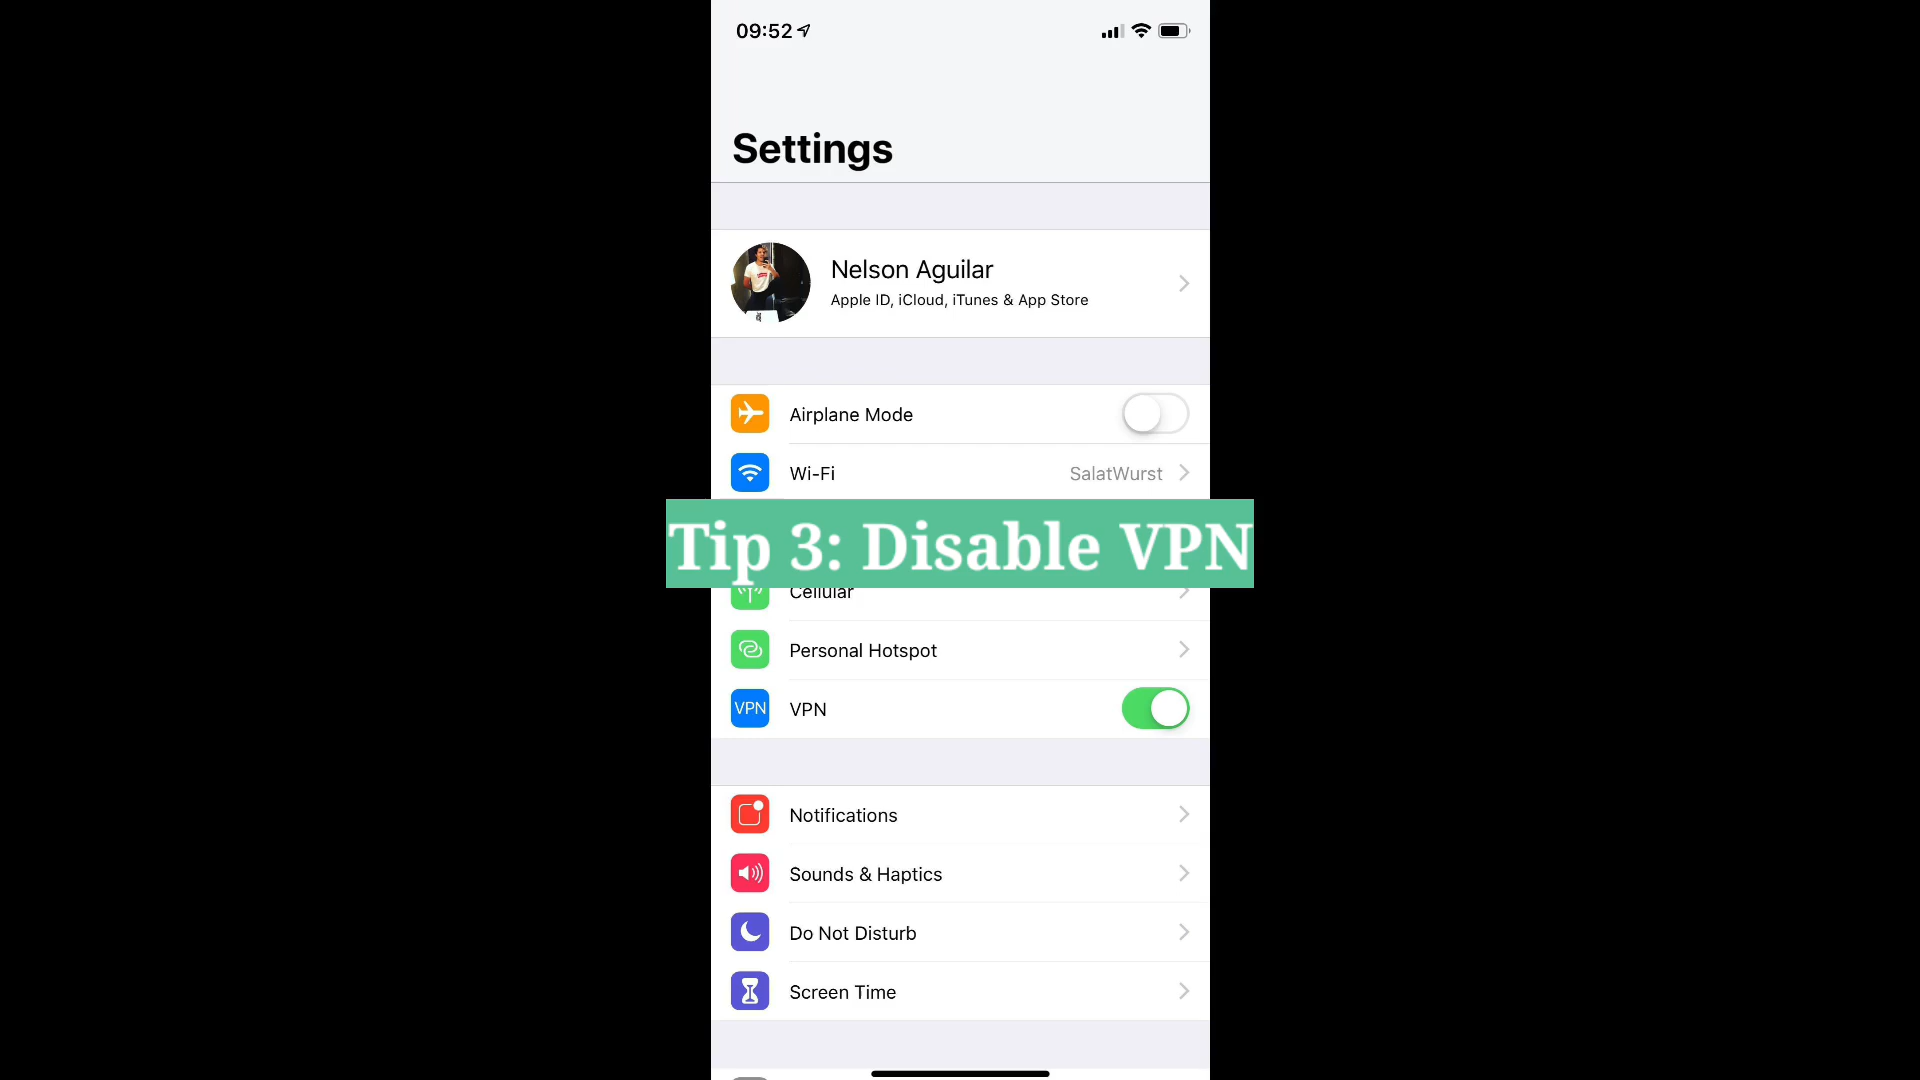 09:52
Settings
Nelson Aguilar
Apple ID, iCloud, iTunes & App Store
Airplane Mode
Wi-Fi SalatWurst
Tip 3: Disable VPN
Cellular
Personal Hotspot
VPN VPN
Notifications
Sounds & Haptics
Do Not Disturb
Screen Time